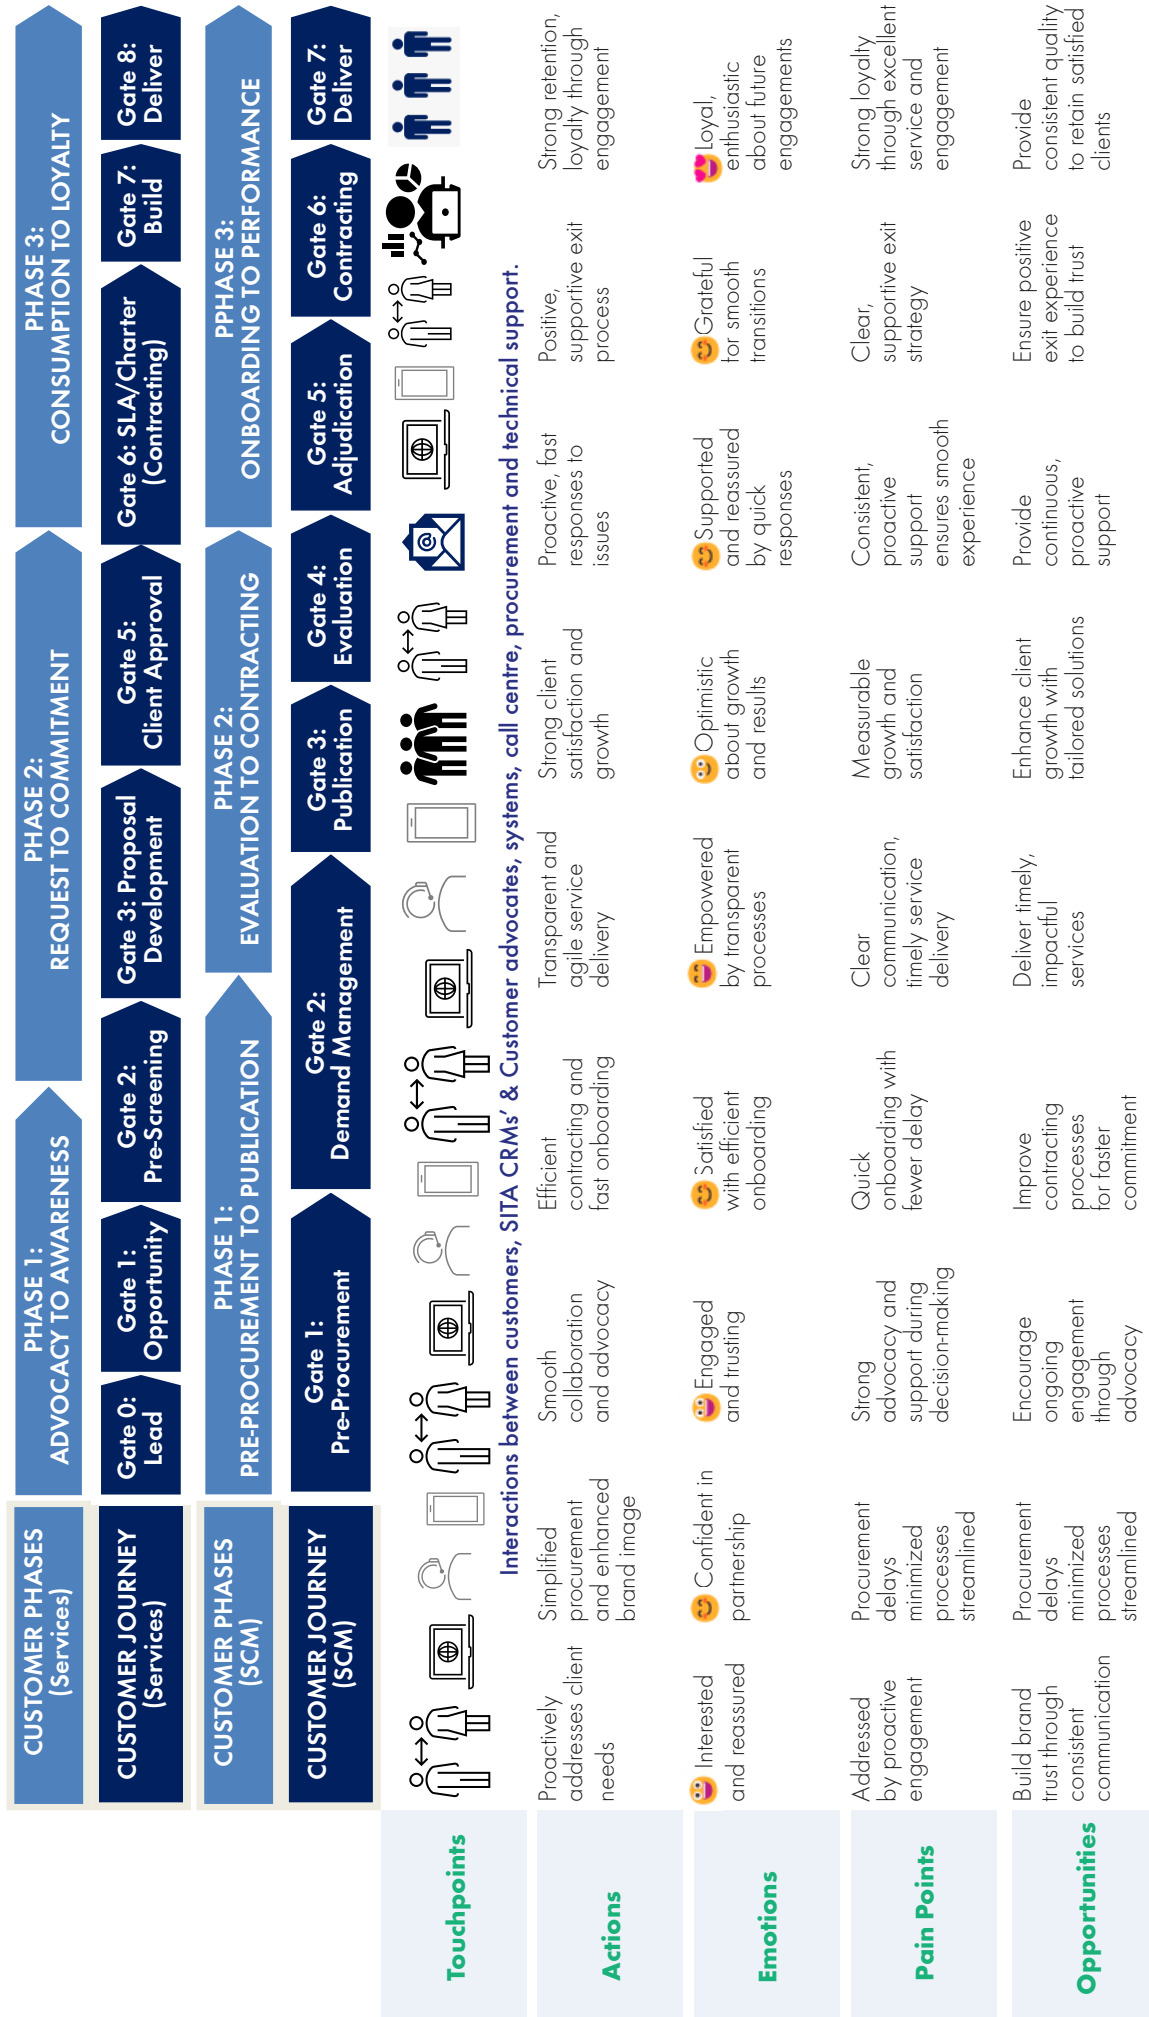 CUSTOMER PHASES
(Services)
PHASE 1:
ADVOCACY TO AWARENESS
PHASE 2:
REQUEST TO COMMITMENT
PHASE 3:
CONSUMPTION TO LOYALTY
CUSTOMER JOURNEY
(Services)
Gate 0:
Lead
Gate 1:
Opportunity
Gate 2:
Pre-Screening
Gate 3: Proposal
Development
Gate 5:
Client Approval
Gate 6: SLA/Charter
(Contracting)
Gate 7:
Build
Gate 8:
Deliver
CUSTOMER PHASES
(SCM)
PHASE 1:
PRE-PROCUREMENT TO PUBLICATION
PHASE 2:
EVALUATION TO CONTRACTING
PPHASE 3:
ONBOARDING TO PERFORMANCE
CUSTOMER JOURNEY
(SCM)
Gate 1:
Pre-Procurement
Gate 2:
Demand Management
Gate 3:
Publication
Gate 4:
Evaluation
Gate 5:
Adjudication
Gate 6:
Contracting
Gate 7:
Deliver
Touchpoints
Interactions between customers, SITA CRMs' & Customer advocates, systems, call centre, procurement and technical support.
Actions
Proactively
addresses client
needs
Simplified
procurement
and enhanced
brand image
Smooth
collaboration
and advocacy
Efficient
contracting and
fast onboarding
Transparent and
agile service
delivery
Strong client
satisfaction and
growth
Proactive, fast
responses to
issues
Positive,
supportive exit
process
Strong retention,
loyalty through
engagement
Emotions
Interested
and reassured
Confident in
partnership
Engaged
and trusting
Satisfied
with efficient
onboarding
Empowered
by transparent
processes
Optimistic
about growth
and results
Supported
and reassured
by quick
responses
Grateful
for smooth
transitions
Loyal,
enthusiastic
about future
engagements
Pain Points
Addressed
by proactive
engagement
Procurement
delays
minimized
processes
streamlined
Strong
advocacy and
support during
decision-making
Quick
onboarding with
fewer delay
Clear
communication,
timely service
delivery
Measurable
growth and
satisfaction
Consistent,
proactive
support
ensures smooth
experience
Clear,
supportive exit
strategy
Strong loyalty
through excellent
service and
engagement
Opportunities
Build brand
trust through
consistent
communication
Procurement
delays
minimized
processes
streamlined
Encourage
ongoing
engagement
through
advocacy
Improve
contracting
processes
for faster
commitment
Deliver timely,
impactful
services
Enhance client
growth with
tailored solutions
Provide
continuous,
proactive
support
Ensure positive
exit experience
to build trust
Provide
consistent quality
to retain satisfied
clients